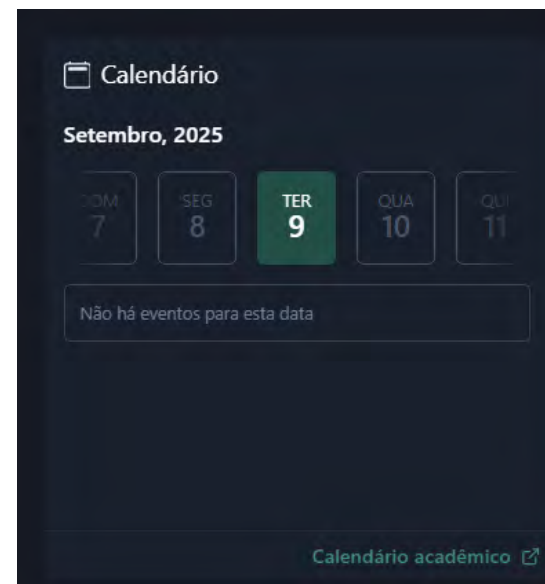 Calendário
Setembro, 2025
DOM SEG TER QUA QUI
7 8 9 10 11
Não há eventos para esta data
Calendário acadêmico